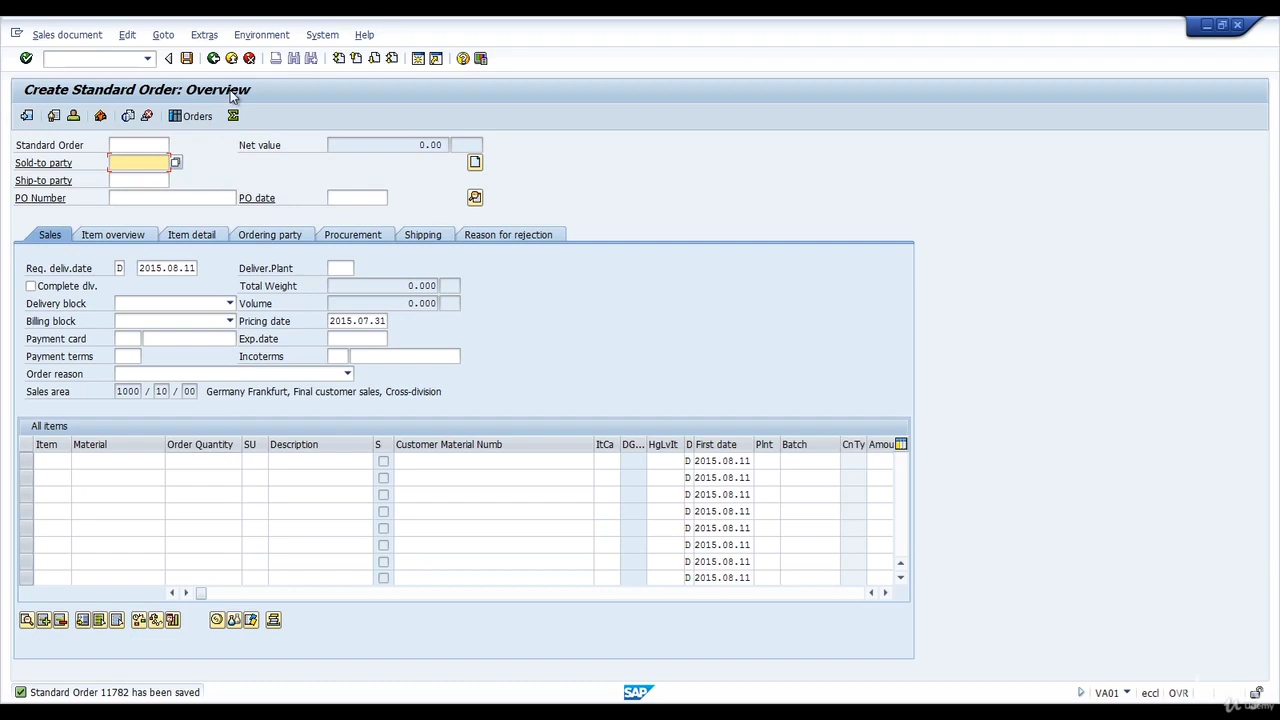 Sales document Edit Goto Extras Environment System Help
Create Standard Order: Overview
Orders
Standard Order Net value 0.00
Sold-to party
Ship-to party
PO Number PO date
Sales Item overview Item detail Ordering party Procurement Shipping Reason for rejection
Req. deliv.date D 2015.08.11 Deliver.Plant
Complete dlv. Total Weight 0.000
Delivery block Volume 0.000
Billing block Pricing date 2015.07.31
Payment card Exp.date
Payment terms Incoterms
Order reason
Sales area 1000 / 10 / 00 Germany Frankfurt, Final customer sales, Cross-division
All items
Item Material Order Quantity SU Description S Customer Material Numb ItCa DG... HgLvIt D First date Plnt Batch CnTy Amou
D 2015.08.11
D 2015.08.11
D 2015.08.11
D 2015.08.11
D 2015.08.11
D 2015.08.11
D 2015.08.11
D 2015.08.11
Standard Order 11782 has been saved SAP VA01 eccl OVR
Udemy